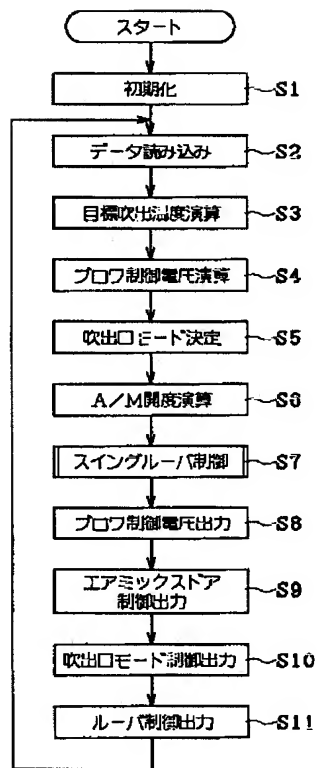 スタート
初期化 S1
データ読み込み S2
目標吹出温度演算 S3
ブロワ制御電圧演算 S4
吹出口モード決定 S5
A／M開度演算 S6
スイングルーバ制御 S7
ブロワ制御電圧出力 S8
エアミックスドア
制御出力 S9
吹出口モード制御出力 S10
ルーバ制御出力 S11